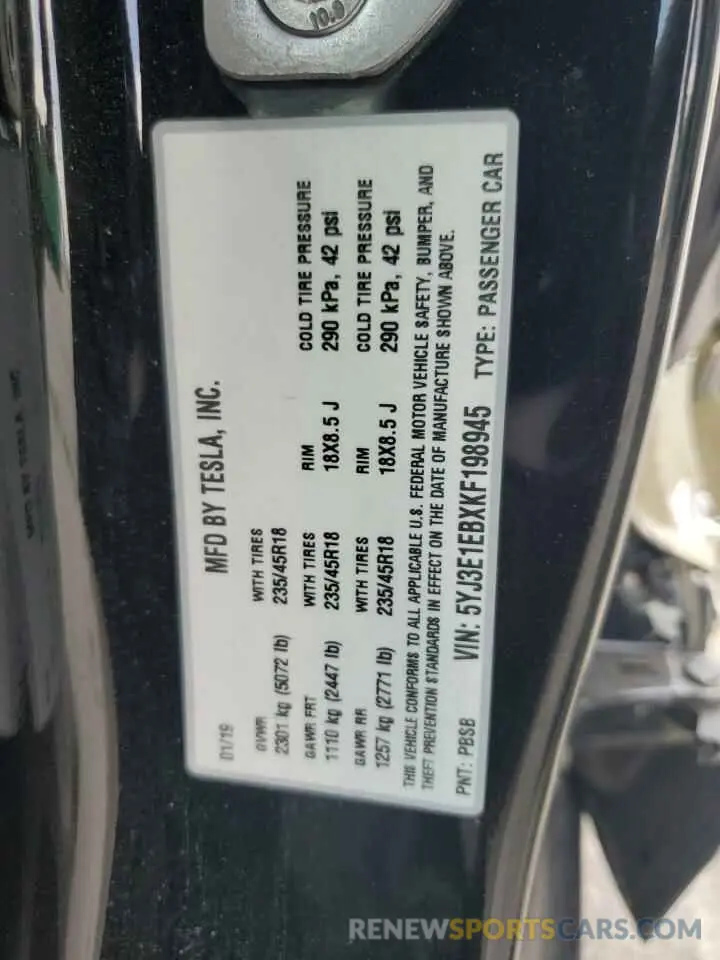 10.9
MFD BY TESLA, INC.
01/19
GVWR WITH TIRES
2301 kg (5072 lb) 235/45R18
GAWR FRT WITH TIRES RIM COLD TIRE PRESSURE
1110 kg (2447 lb) 235/45R18 18X8.5 J 290 kPa, 42 psi
GAWR RR WITH TIRES RIM COLD TIRE PRESSURE
1257 kg (2771 lb) 235/45R18 18X8.5 J 290 kPa, 42 psi
THIS VEHICLE CONFORMS TO ALL APPLICABLE U.S. FEDERAL MOTOR VEHICLE SAFETY, BUMPER, AND
THEFT PREVENTION STANDARDS IN EFFECT ON THE DATE OF MANUFACTURE SHOWN ABOVE.
PNT: PBSB VIN: 5YJ3E1EBXKF198945 TYPE: PASSENGER CAR
RENEWSPORTSCARS.COM